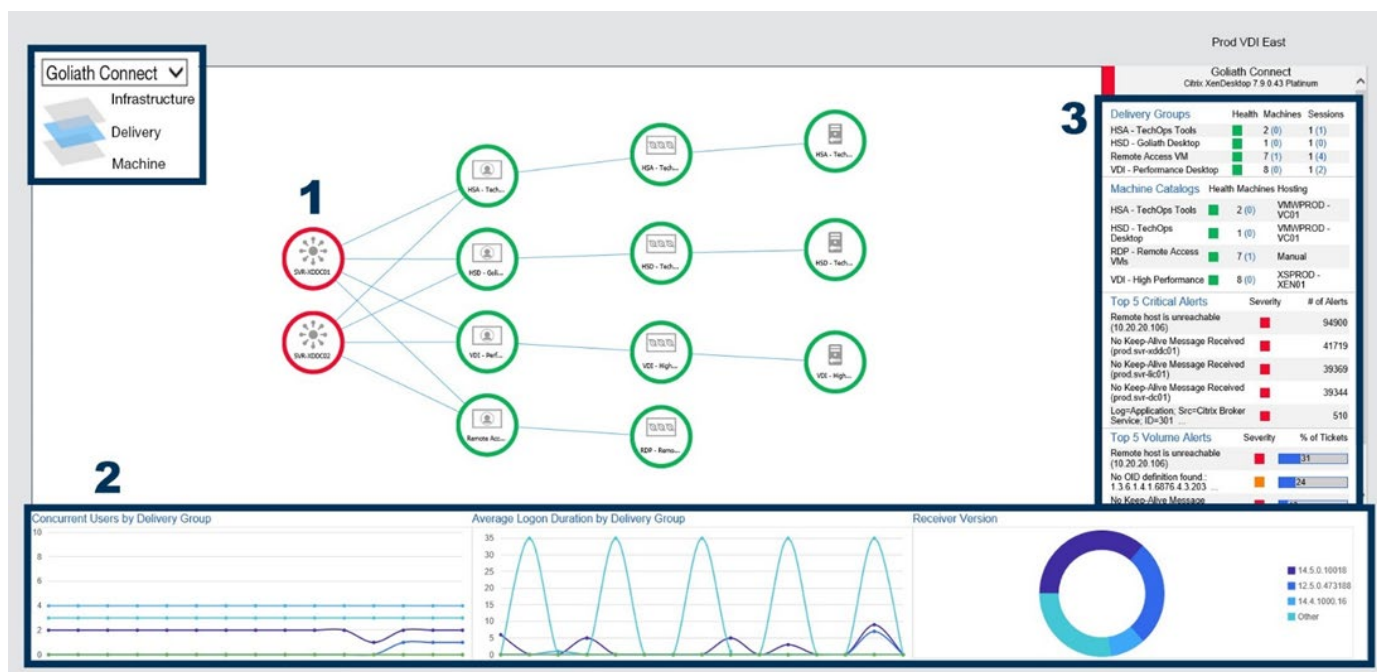 Prod VDI East
Goliath Connect
Infrastructure
Delivery
Machine
1
SVR-XDDC01
SVR-XDDC02
HSA - Tech...
HSD - Goli...
VDI - Perf...
Remote Acc...
HSA - Tech...
HSD - Tech...
VDI - High...
RDP - Remo...
HSA - Tech...
HSD - Tech...
VDI - High...
Goliath Connect
Citrix XenDesktop 7.9.0.43 Platinum
3
Delivery Groups Health Machines Sessions
HSA - TechOps Tools 2 (0) 1 (1)
HSD - Goliath Desktop 1 (0) 1 (0)
Remote Access VM 7 (1) 1 (4)
VDI - Performance Desktop 8 (0) 1 (2)
Machine Catalogs Health Machines Hosting
HSA - TechOps Tools 2 (0) VMWPROD -
VC01
HSD - TechOps
Desktop 1 (0) VMWPROD -
VC01
RDP - Remote Access
VMs 7 (1) Manual
VDI - High Performance 8 (0) XSPROD -
XEN01
Top 5 Critical Alerts Severity # of Alerts
Remote host is unreachable
(10.20.20.106) 94900
No Keep-Alive Message Received
(prod.svr-xddc01) 41719
No Keep-Alive Message Received
(prod.svr-lic01) 39369
No Keep-Alive Message Received
(prod.svr-dc01) 39344
Log=Application; Src=Citrix Broker
Service; ID=301 ... 510
Top 5 Volume Alerts Severity % of Tickets
Remote host is unreachable
(10.20.20.106) 31
No OID definition found.:
1.3.6.1.4.1.6876.4.3.203 ... 24
No Keep-Alive Message
2
Concurrent Users by Delivery Group
10
8
6
4
2
0
Average Logon Duration by Delivery Group
35
30
25
20
15
10
5
0
Receiver Version
14.5.0.10018
12.5.0.473188
14.4.1000.16
Other